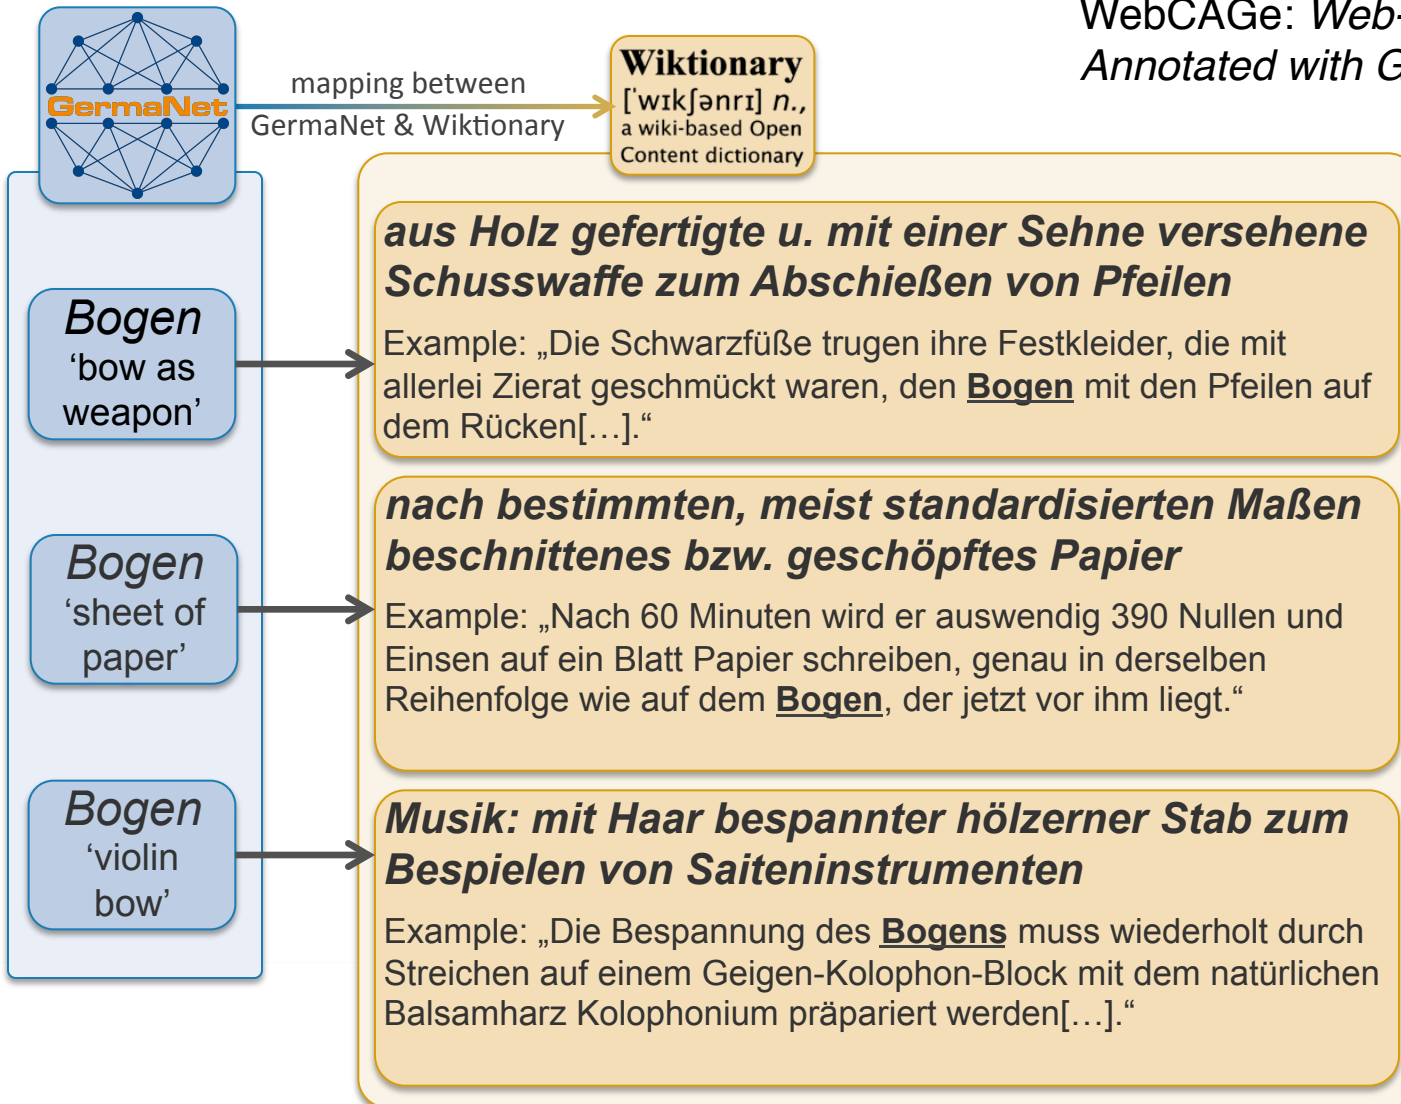 WebCAGe: Web-
Annotated with G
GermaNet
mapping between
GermaNet & Wiktionary
Wiktionary
['wɪkʃənrɪ] n.,
a wiki-based Open
Content dictionary
Bogen
‘bow as
weapon’
aus Holz gefertigte u. mit einer Sehne versehene
Schusswaffe zum Abschießen von Pfeilen
Example: „Die Schwarzfüße trugen ihre Festkleider, die mit
allerlei Zierat geschmückt waren, den Bogen mit den Pfeilen auf
dem Rücken[…].“
Bogen
‘sheet of
paper’
nach bestimmten, meist standardisierten Maßen
beschnittenes bzw. geschöpftes Papier
Example: „Nach 60 Minuten wird er auswendig 390 Nullen und
Einsen auf ein Blatt Papier schreiben, genau in derselben
Reihenfolge wie auf dem Bogen, der jetzt vor ihm liegt.“
Bogen
‘violin
bow’
Musik: mit Haar bespannter hölzerner Stab zum
Bespielen von Saiteninstrumenten
Example: „Die Bespannung des Bogens muss wiederholt durch
Streichen auf einem Geigen-Kolophon-Block mit dem natürlichen
Balsamharz Kolophonium präpariert werden[…].“